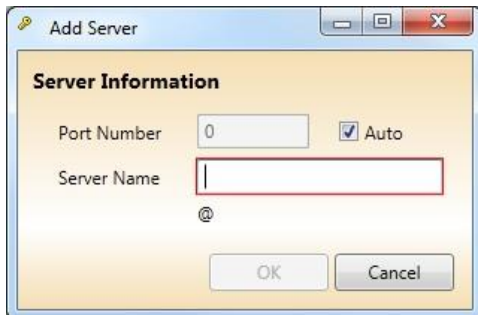 Add Server
Server Information
Port Number 0 Auto
Server Name
@
OK Cancel